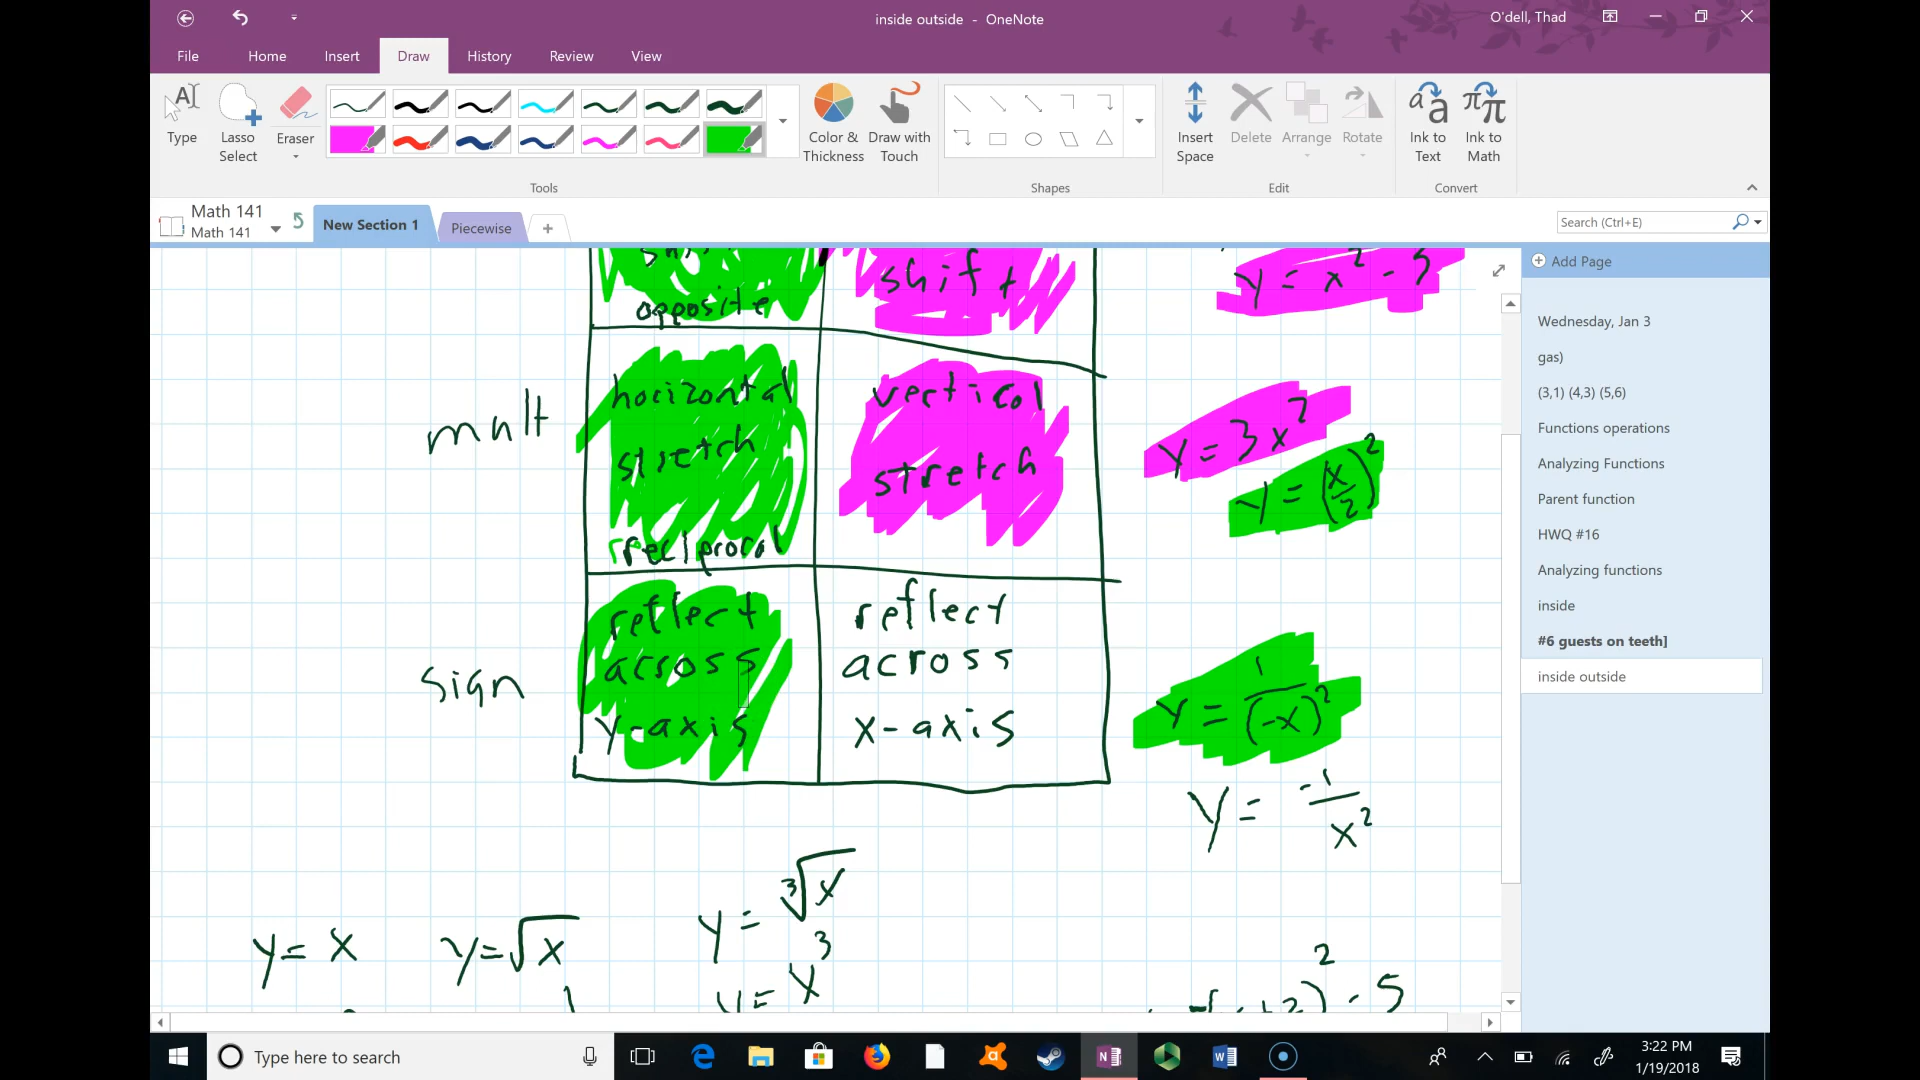 inside outside - OneNote
O'dell, Thad
File Home Insert Draw History Review View
Type
Lasso Select
Eraser
Color & Thickness
Draw with Touch
Insert Space
Delete
Arrange
Rotate
Ink to Text
Ink to Math
Tools Shapes Edit Convert
Math 141
Math 141
New Section 1
Piecewise
Search (Ctrl+E)
Add Page
Wednesday, Jan 3
gas)
(3,1) (4,3) (5,6)
Functions operations
Analyzing Functions
Parent function
HWQ #16
Analyzing functions
inside
#6 guests on teeth]
inside outside
opposite
shift
y = x² - 5
mult
horizontal
stretch
reciprocal
vertical
stretch
y = 3x²
y = (x/2)²
sign
reflect
across
y-axis
reflect
across
x-axis
y = 1/(-x)²
y = -1/x²
y = x
y = √x
y = ∛x
y = x³
+2)² - 5
Type here to search
3:22 PM
1/19/2018